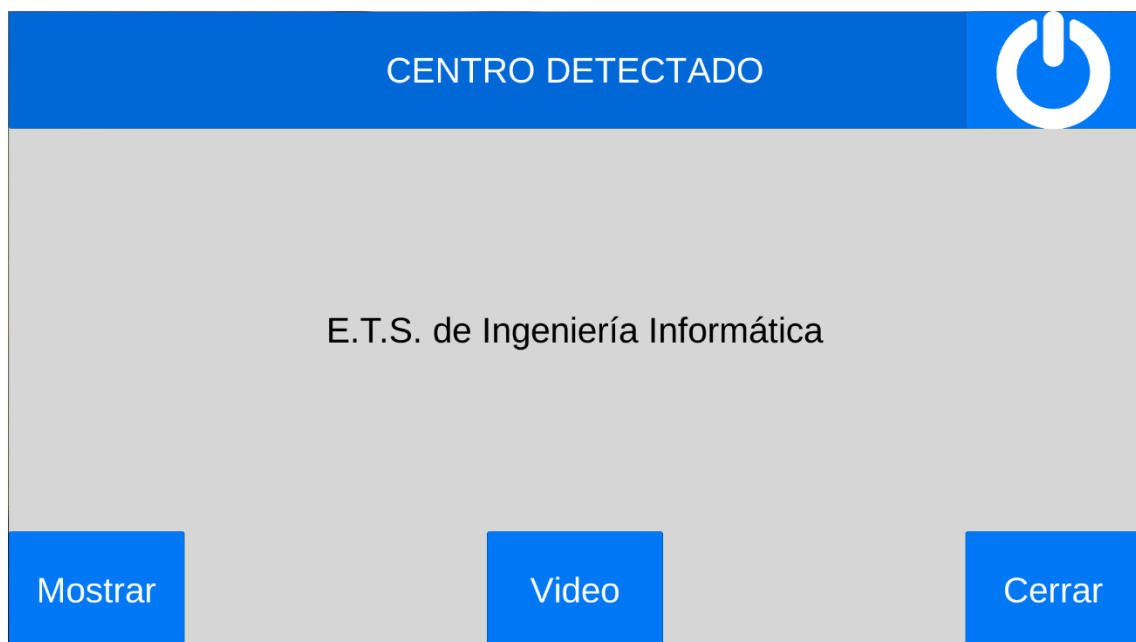 CENTRO DETECTADO
E.T.S. de Ingeniería Informática
Mostrar
Video
Cerrar